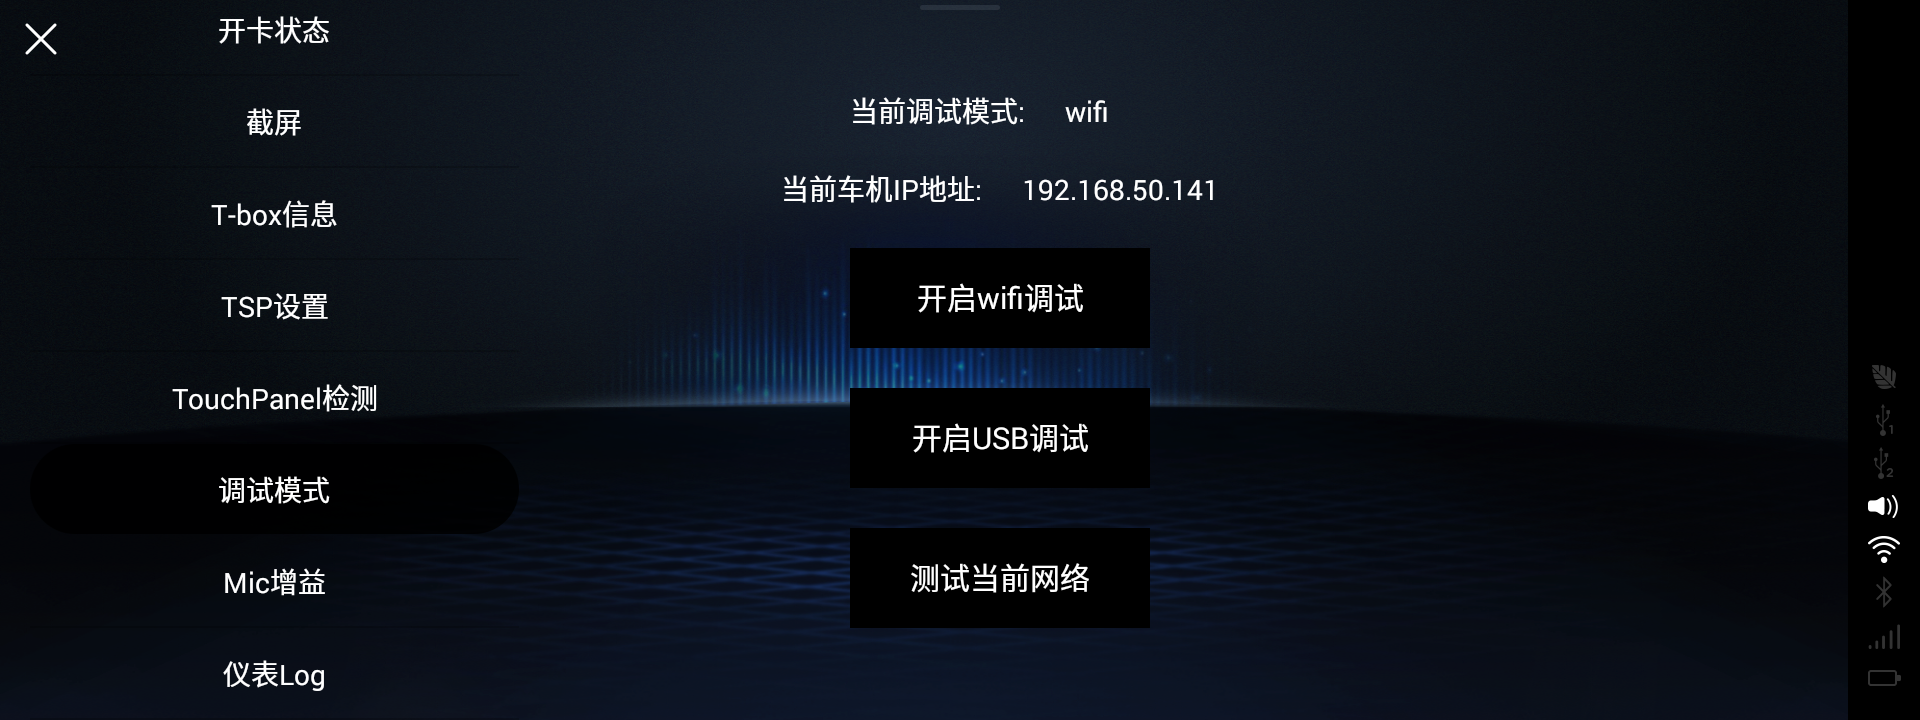 开卡状态
截屏
T-box信息
TSP设置
TouchPanel检测
调试模式
Mic增益
仪表Log
当前调试模式: wifi
当前车机IP地址: 192.168.50.141
开启wifi调试
开启USB调试
测试当前网络
1
2